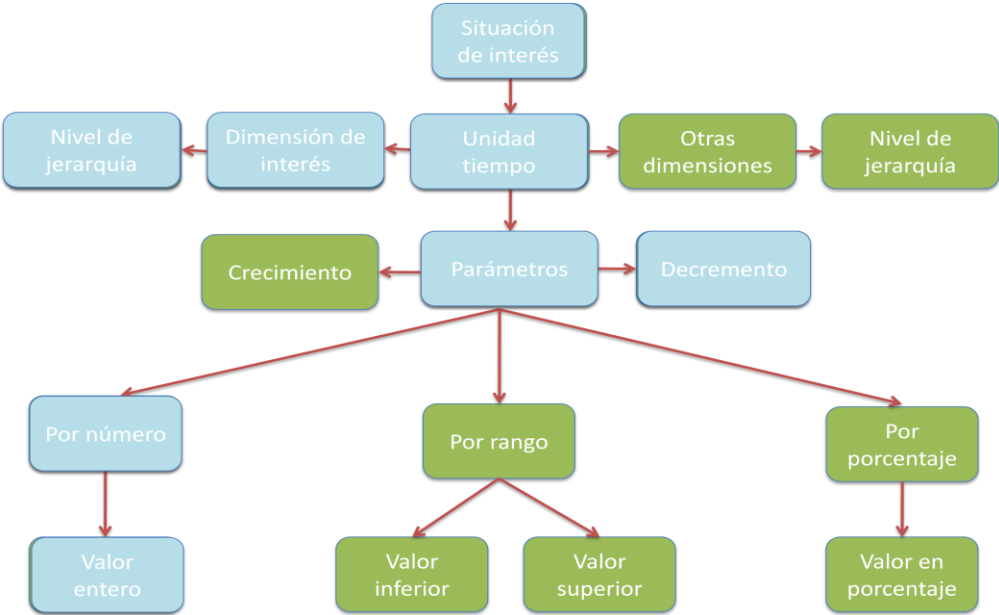 Situación
de interés
Nivel de
jerarquía
Dimensión de
interés
Unidad
tiempo
Otras
dimensiones
Nivel de
jerarquía
Crecimiento
Parámetros
Decremento
Por número
Por rango
Por
porcentaje
Valor
entero
Valor
inferior
Valor
superior
Valor en
porcentaje